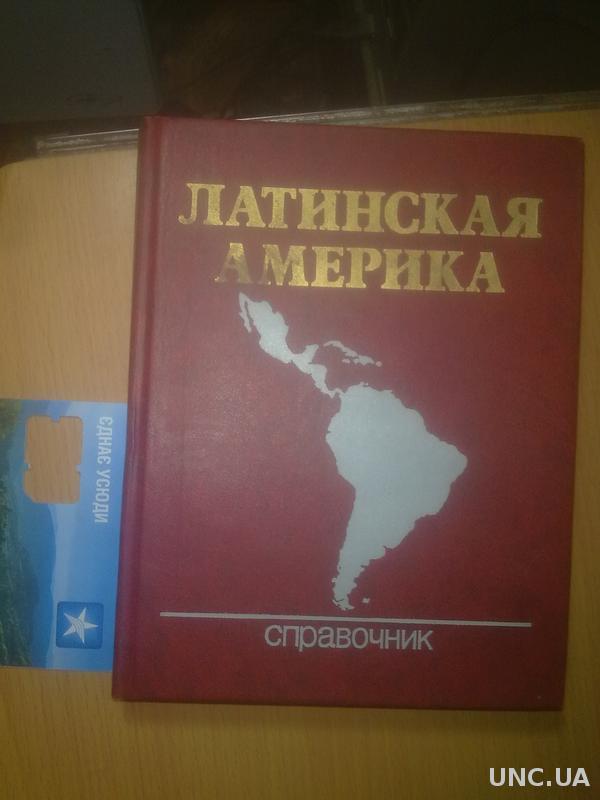 ЛАТИНСКАЯ
АМЕРИКА
справочник
ЄДНАЄ УСЮДИ
UNC.UA